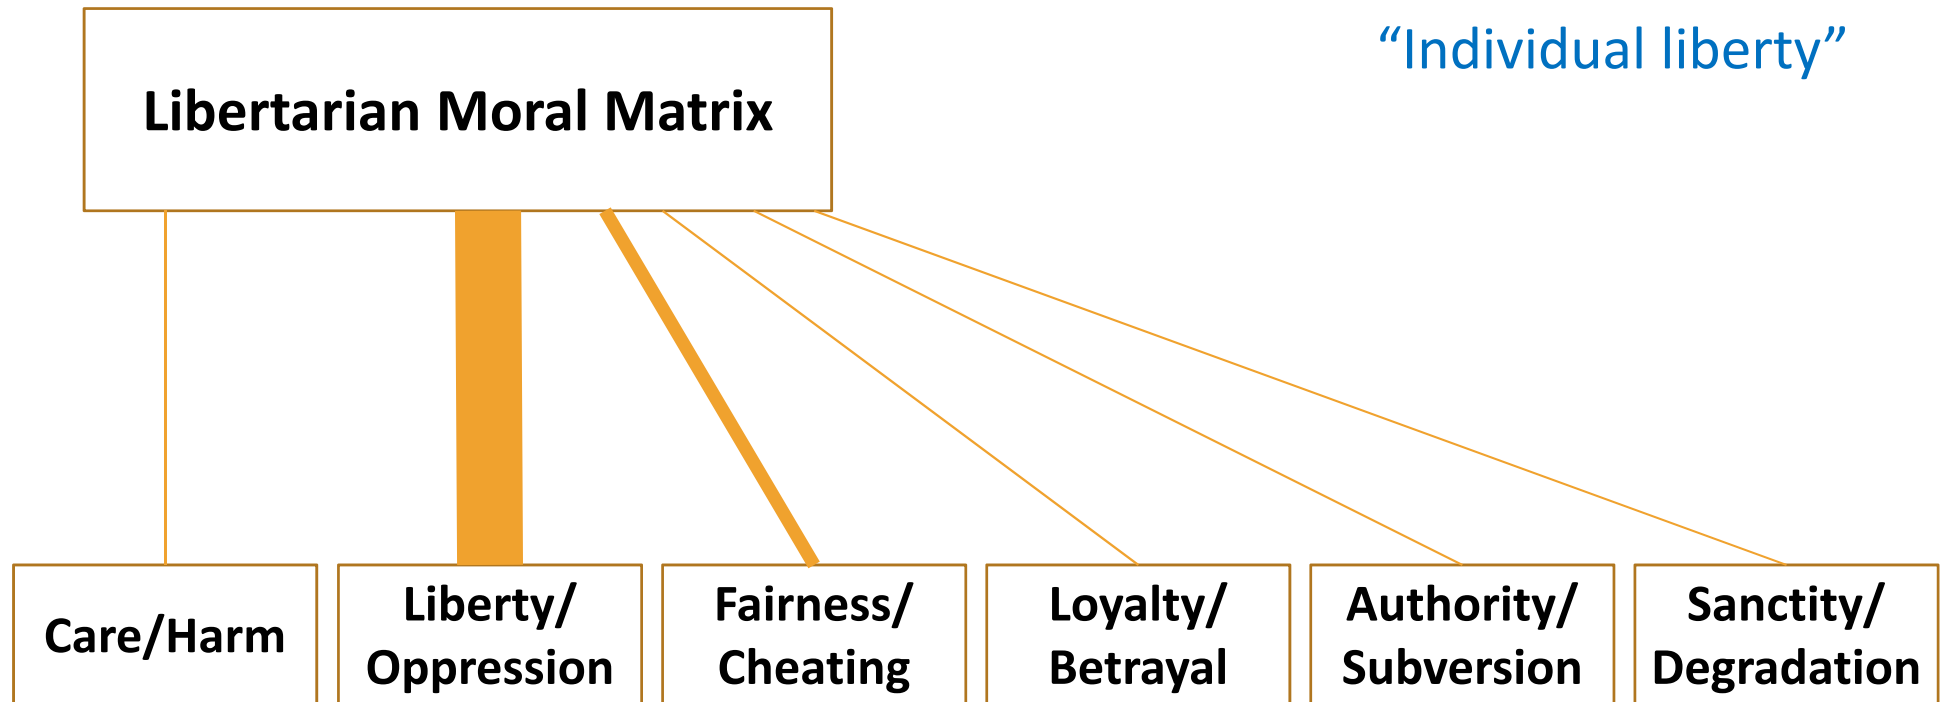 “Individual liberty”
Libertarian Moral Matrix
Care/Harm
Liberty/
Oppression
Fairness/
Cheating
Loyalty/
Betrayal
Authority/
Subversion
Sanctity/
Degradation